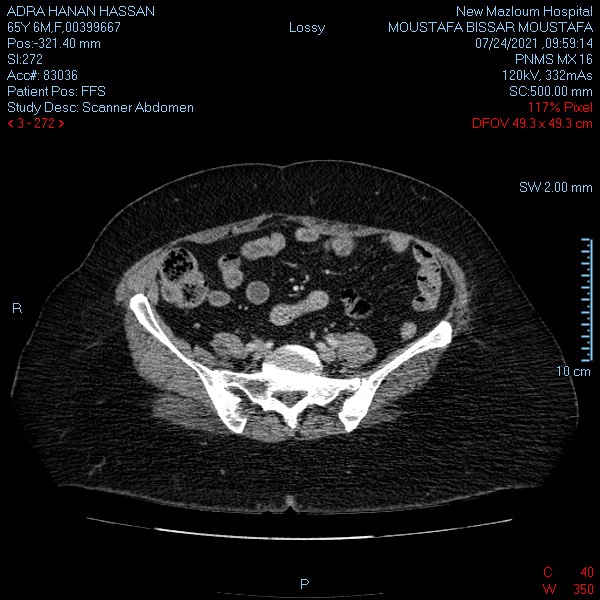 ADRA HANAN HASSAN
65Y 6M,F,00399667
Pos:-321.40 mm
SI:272
Acc#: 83036
Patient Pos: FFS
Study Desc: Scanner Abdomen
< 3 - 272 >
Lossy
New Mazloum Hospital
MOUSTAFA BISSAR MOUSTAFA
07/24/2021 ,09:59:14
PNMS MX 16
120kV, 332mAs
SC:500.00 mm
117% Pixel
DFOV 49.3 x 49.3 cm
SW 2.00 mm
R
10 cm
P
C 40
W 350